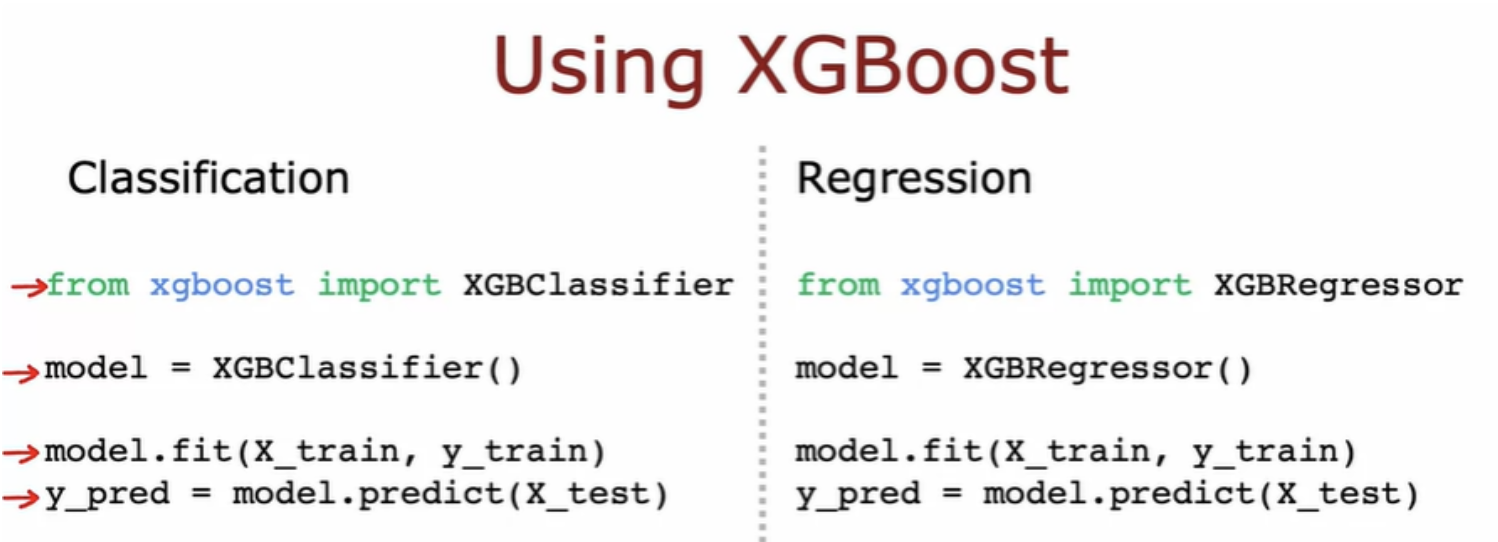 Using XGBoost
Classification
from xgboost import XGBClassifier
model = XGBClassifier()
model.fit(X_train, y_train)
y_pred = model.predict(X_test)
Regression
from xgboost import XGBRegressor
model = XGBRegressor()
model.fit(X_train, y_train)
y_pred = model.predict(X_test)